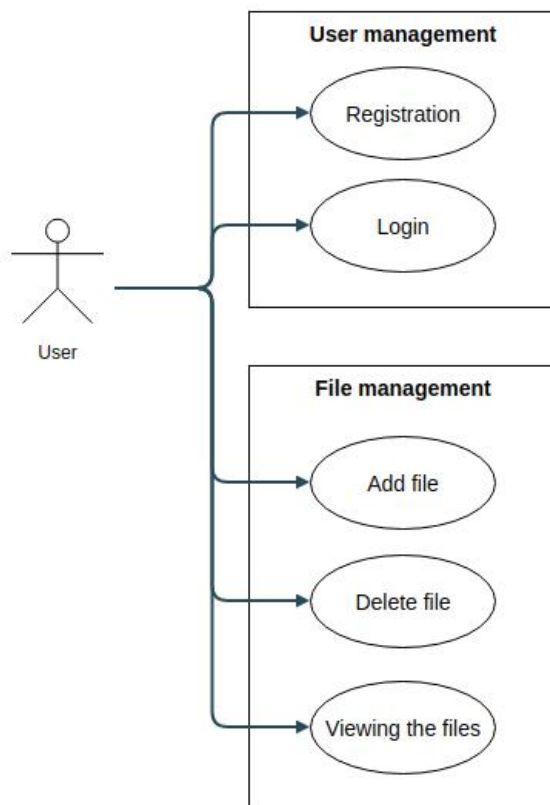 User management
Registration
Login
User
File management
Add file
Delete file
Viewing the files